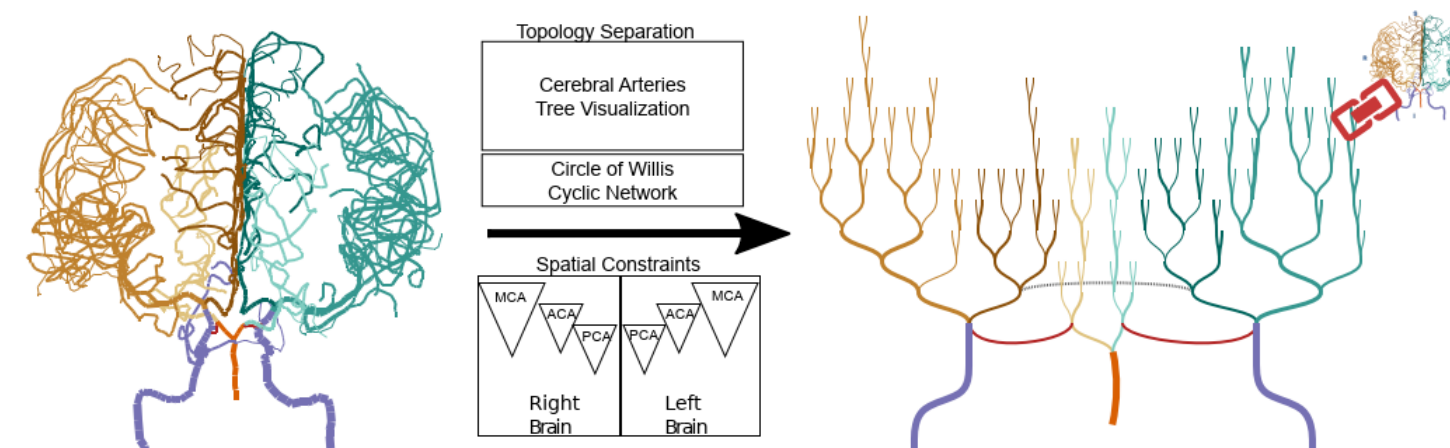 Topology Separation
Cerebral Arteries
Tree Visualization
Circle of Willis
Cyclic Network
Spatial Constraints
MCA
ACA
PCA
PCA
ACA
MCA
Right
Brain
Left
Brain